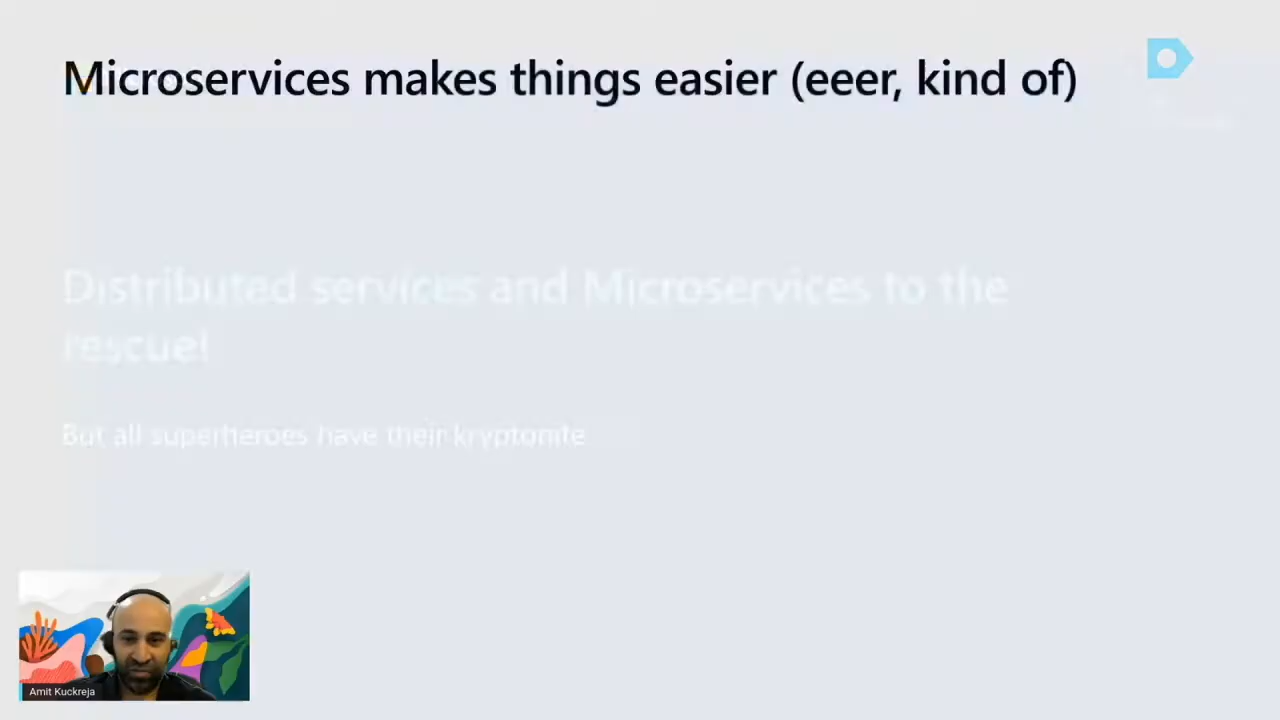 Microservices makes things easier (eeer, kind of)
Distributed services and Microservices to the
rescue!
But all superheroes have their kryptonite
Amit Kuckreja